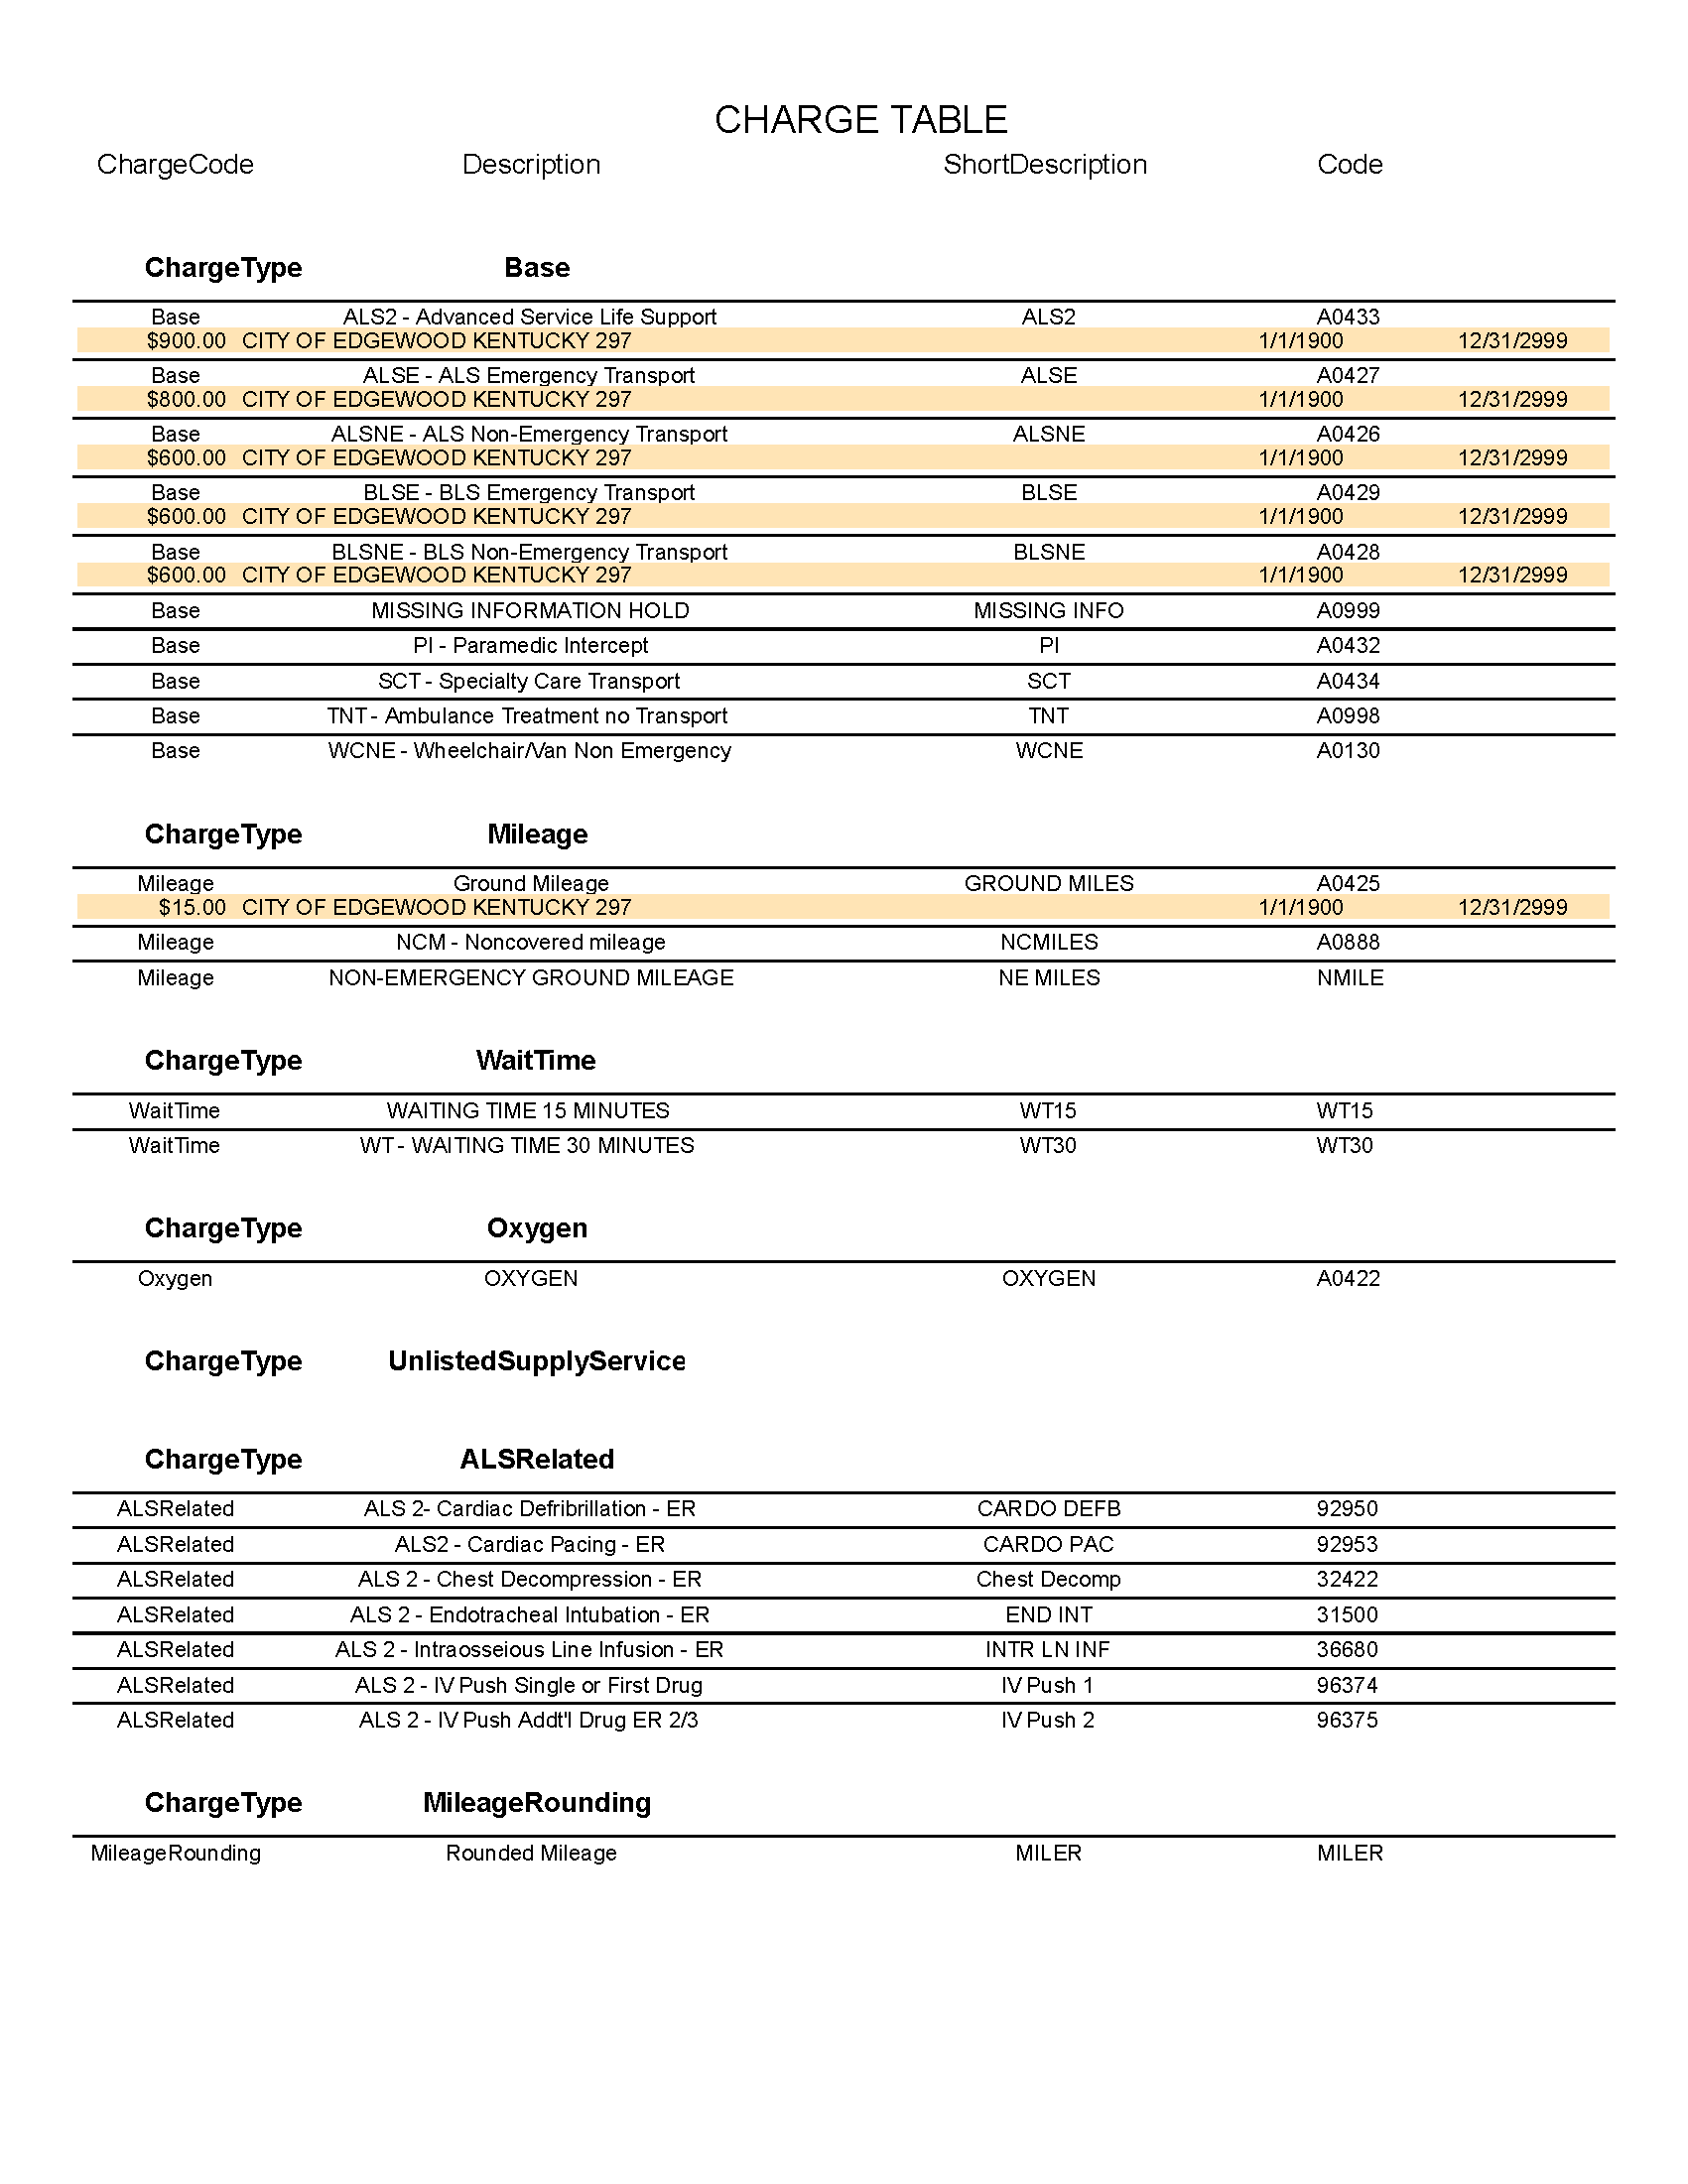 CHARGE TABLE
ChargeCode Description ShortDescription Code
ChargeType Base
Base ALS2 - Advanced Service Life Support ALS2 A0433
$900.00 CITY OF EDGEWOOD KENTUCKY 297 1/1/1900 12/31/2999
Base ALSE - ALS Emergency Transport ALSE A0427
$800.00 CITY OF EDGEWOOD KENTUCKY 297 1/1/1900 12/31/2999
Base ALSNE - ALS Non-Emergency Transport ALSNE A0426
$600.00 CITY OF EDGEWOOD KENTUCKY 297 1/1/1900 12/31/2999
Base BLSE - BLS Emergency Transport BLSE A0429
$600.00 CITY OF EDGEWOOD KENTUCKY 297 1/1/1900 12/31/2999
Base BLSNE - BLS Non-Emergency Transport BLSNE A0428
$600.00 CITY OF EDGEWOOD KENTUCKY 297 1/1/1900 12/31/2999
Base MISSING INFORMATION HOLD MISSING INFO A0999
Base PI - Paramedic Intercept PI A0432
Base SCT - Specialty Care Transport SCT A0434
Base TNT - Ambulance Treatment no Transport TNT A0998
Base WCNE - Wheelchair/Van Non Emergency WCNE A0130
ChargeType Mileage
Mileage Ground Mileage GROUND MILES A0425
$15.00 CITY OF EDGEWOOD KENTUCKY 297 1/1/1900 12/31/2999
Mileage NCM - Noncovered mileage NCMILES A0888
Mileage NON-EMERGENCY GROUND MILEAGE NE MILES NMILE
ChargeType WaitTime
WaitTime WAITING TIME 15 MINUTES WT15 WT15
WaitTime WT - WAITING TIME 30 MINUTES WT30 WT30
ChargeType Oxygen
Oxygen OXYGEN OXYGEN A0422
ChargeType UnlistedSupplyService
ChargeType ALSRelated
ALSRelated ALS 2- Cardiac Defribrillation - ER CARDO DEFB 92950
ALSRelated ALS2 - Cardiac Pacing - ER CARDO PAC 92953
ALSRelated ALS 2 - Chest Decompression - ER Chest Decomp 32422
ALSRelated ALS 2 - Endotracheal Intubation - ER END INT 31500
ALSRelated ALS 2 - Intraosseious Line Infusion - ER INTR LN INF 36680
ALSRelated ALS 2 - IV Push Single or First Drug IV Push 1 96374
ALSRelated ALS 2 - IV Push Addt'l Drug ER 2/3 IV Push 2 96375
ChargeType MileageRounding
MileageRounding Rounded Mileage MILER MILER